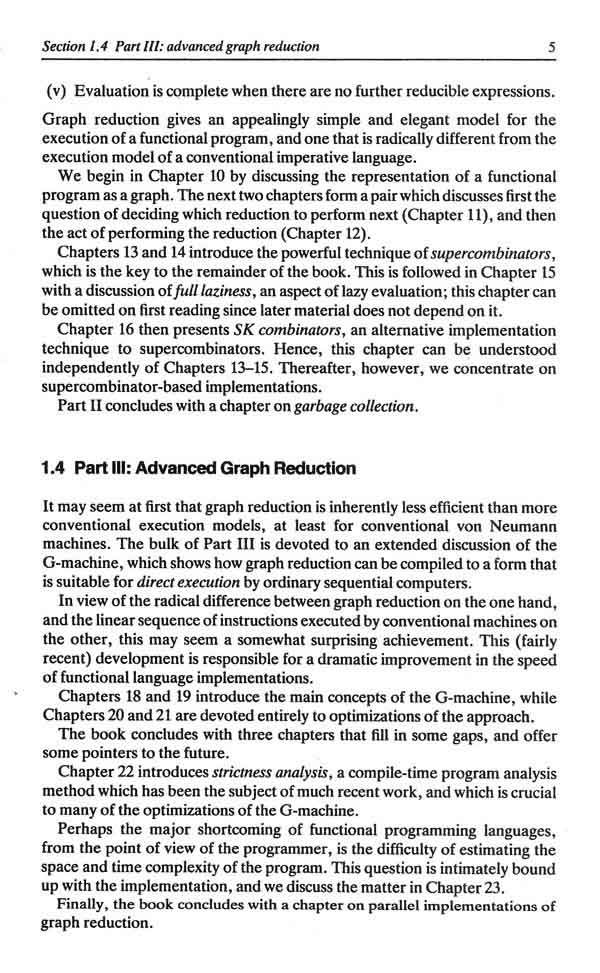 Section 1.4 Part III: advanced graph reduction 5
(v) Evaluation is complete when there are no further reducible expressions.
Graph reduction gives an appealingly simple and elegant model for the
execution of a functional program, and one that is radically different from the
execution model of a conventional imperative language.
We begin in Chapter 10 by discussing the representation of a functional
program as a graph. The next two chapters form a pair which discusses first the
question of deciding which reduction to perform next (Chapter 11), and then
the act of performing the reduction (Chapter 12).
Chapters 13 and 14 introduce the powerful technique of supercombinators,
which is the key to the remainder of the book. This is followed in Chapter 15
with a discussion of full laziness, an aspect of lazy evaluation; this chapter can
be omitted on first reading since later material does not depend on it.
Chapter 16 then presents SK combinators, an alternative implementation
technique to supercombinators. Hence, this chapter can be understood
independently of Chapters 13–15. Thereafter, however, we concentrate on
supercombinator-based implementations.
Part II concludes with a chapter on garbage collection.
1.4 Part III: Advanced Graph Reduction
It may seem at first that graph reduction is inherently less efficient than more
conventional execution models, at least for conventional von Neumann
machines. The bulk of Part III is devoted to an extended discussion of the
G-machine, which shows how graph reduction can be compiled to a form that
is suitable for direct execution by ordinary sequential computers.
In view of the radical difference between graph reduction on the one hand,
and the linear sequence of instructions executed by conventional machines on
the other, this may seem a somewhat surprising achievement. This (fairly
recent) development is responsible for a dramatic improvement in the speed
of functional language implementations.
Chapters 18 and 19 introduce the main concepts of the G-machine, while
Chapters 20 and 21 are devoted entirely to optimizations of the approach.
The book concludes with three chapters that fill in some gaps, and offer
some pointers to the future.
Chapter 22 introduces strictness analysis, a compile-time program analysis
method which has been the subject of much recent work, and which is crucial
to many of the optimizations of the G-machine.
Perhaps the major shortcoming of functional programming languages,
from the point of view of the programmer, is the difficulty of estimating the
space and time complexity of the program. This question is intimately bound
up with the implementation, and we discuss the matter in Chapter 23.
Finally, the book concludes with a chapter on parallel implementations of
graph reduction.